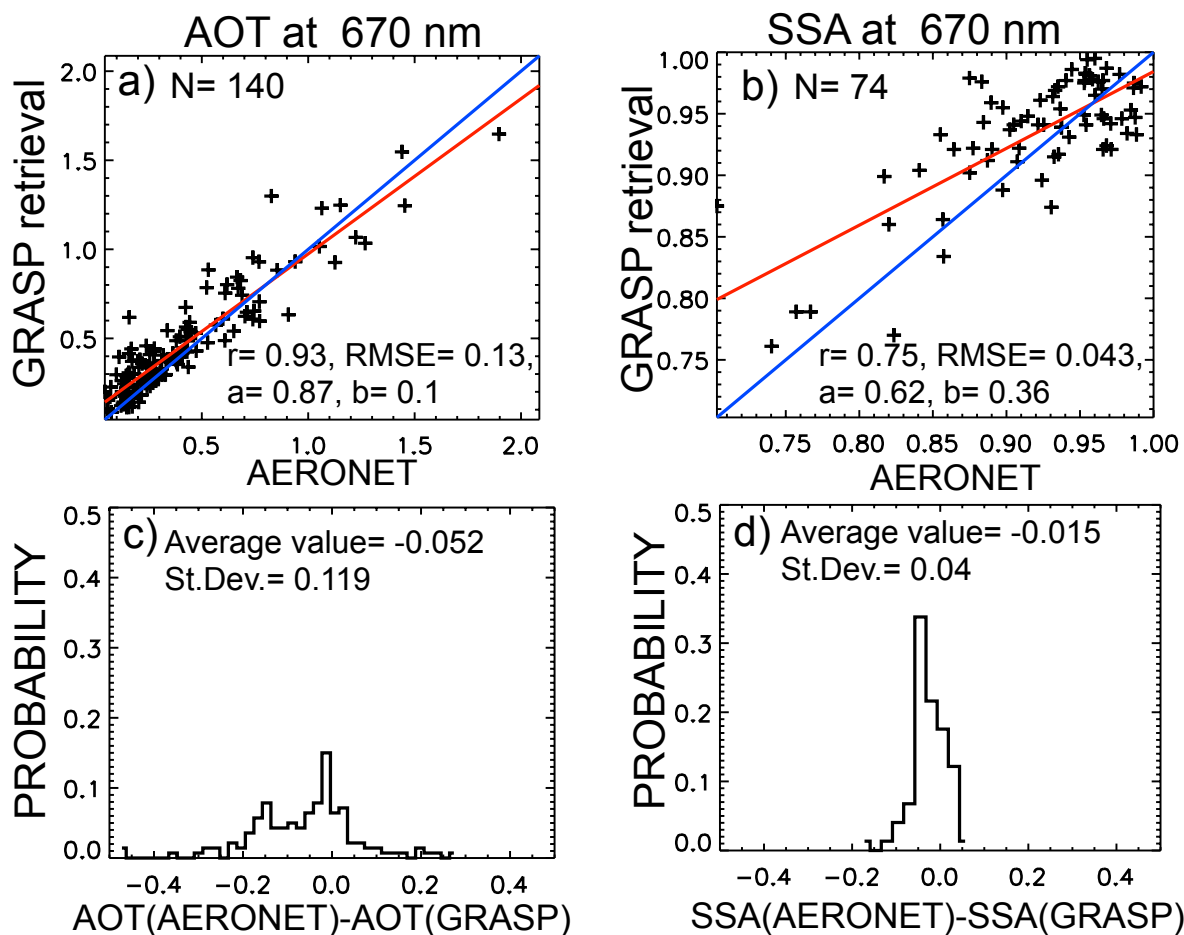 AOT at 670 nm
a) N= 140
GRASP retrieval
2.0
1.5
1.0
0.5
r= 0.93, RMSE= 0.13,
a= 0.87, b= 0.1
0.5 1.0 1.5 2.0
AERONET
SSA at 670 nm
b) N= 74
GRASP retrieval
1.00
0.95
0.90
0.85
0.80
0.75
r= 0.75, RMSE= 0.043,
a= 0.62, b= 0.36
0.75 0.80 0.85 0.90 0.95 1.00
AERONET
c) Average value= -0.052
St.Dev.= 0.119
PROBABILITY
0.5
0.4
0.3
0.2
0.1
0.0
−0.4 −0.2 0.0 0.2 0.4
AOT(AERONET)-AOT(GRASP)
d) Average value= -0.015
St.Dev.= 0.04
PROBABILITY
0.5
0.4
0.3
0.2
0.1
0.0
−0.4 −0.2 0.0 0.2 0.4
SSA(AERONET)-SSA(GRASP)